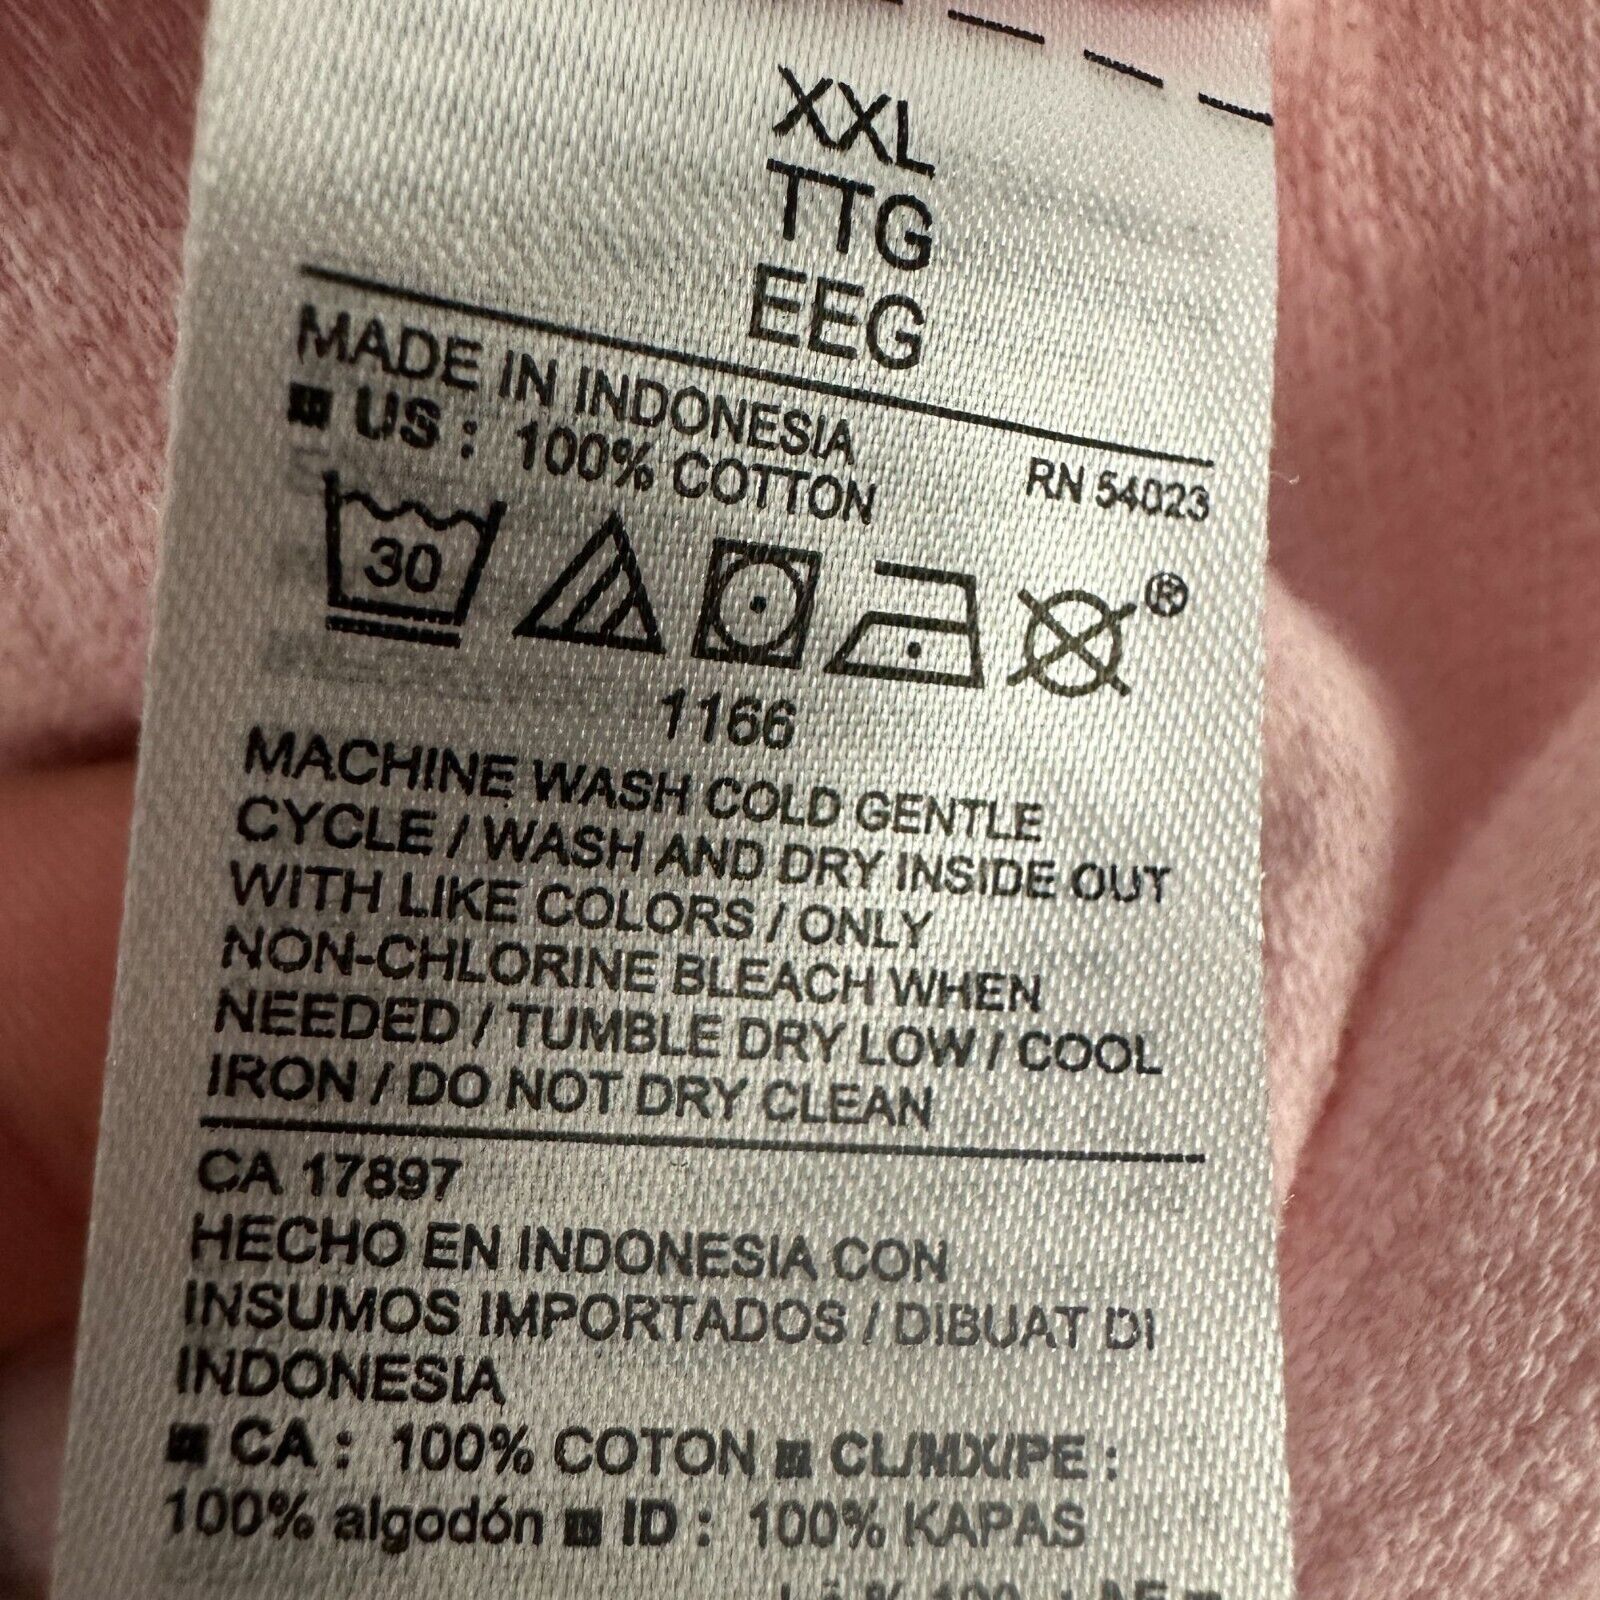 XXL
TTG
EEG
MADE IN INDONESIA
US : 100% COTTON
RN 54023
30
®
1166
MACHINE WASH COLD GENTLE
CYCLE / WASH AND DRY INSIDE OUT
WITH LIKE COLORS / ONLY
NON-CHLORINE BLEACH WHEN
NEEDED / TUMBLE DRY LOW / COOL
IRON / DO NOT DRY CLEAN
CA 17897
HECHO EN INDONESIA CON
INSUMOS IMPORTADOS / DIBUAT DI
INDONESIA
CA : 100% COTON CL/MX/PE :
100% algodón ID : 100% KAPAS